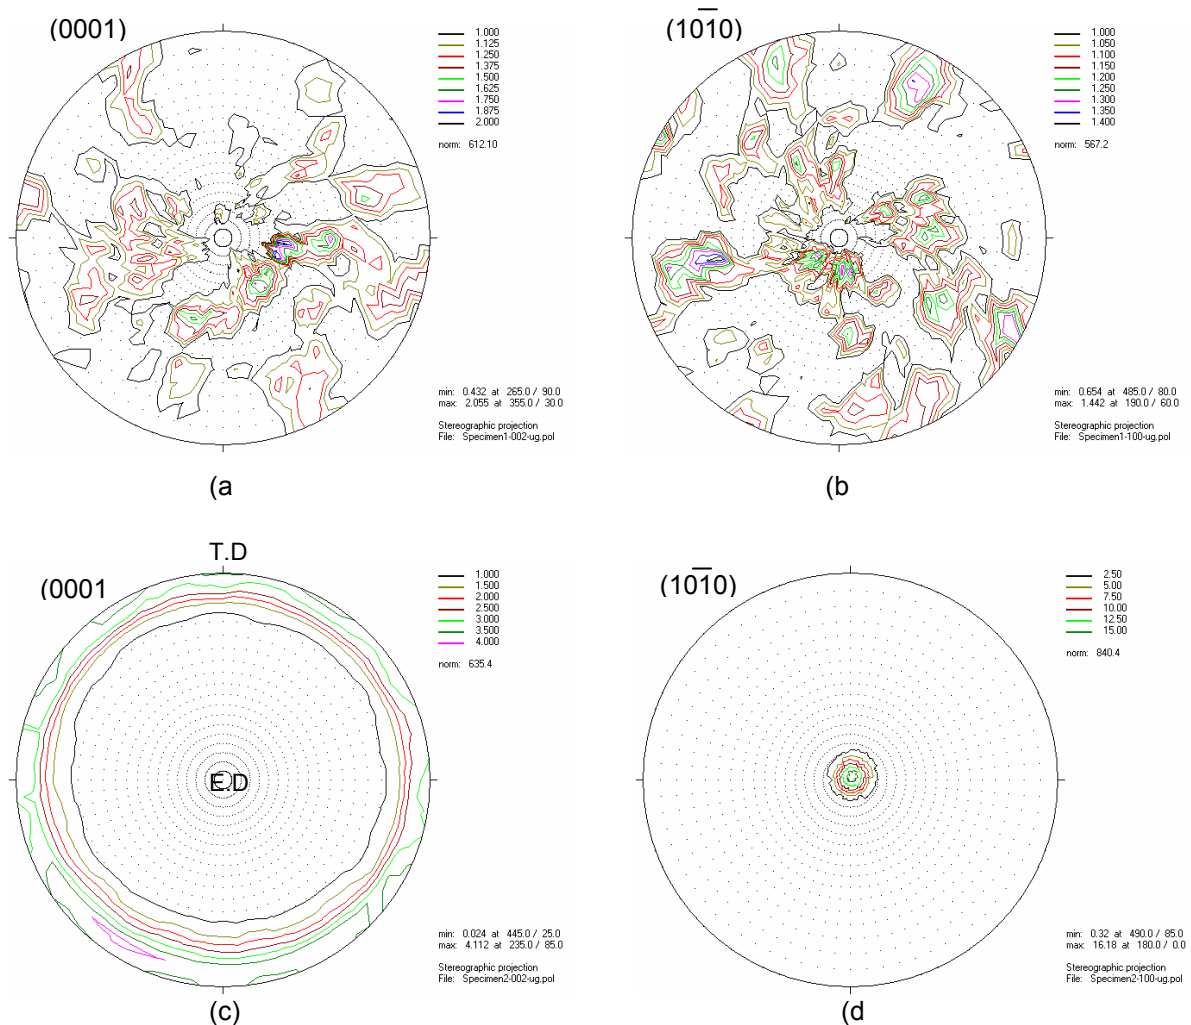 (0001)
1.000
1.125
1.250
1.375
1.500
1.625
1.750
1.875
2.000
norm: 612.10
min: 0.432 at 265.0 / 90.0
max: 2.055 at 355.0 / 30.0
Stereographic projection
File: Specimen1-002-ug.pol
(a
(101̅0)
1.000
1.050
1.100
1.150
1.200
1.250
1.300
1.350
1.400
norm: 567.2
min: 0.654 at 485.0 / 80.0
max: 1.442 at 190.0 / 60.0
Stereographic projection
File: Specimen1-100-ug.pol
(b
T.D
(0001
E.D
1.000
1.500
2.000
2.500
3.000
3.500
4.000
norm: 635.4
min: 0.024 at 445.0 / 25.0
max: 4.112 at 235.0 / 85.0
Stereographic projection
File: Specimen2-002-ug.pol
(c)
(101̅0)
2.50
5.00
7.50
10.00
12.50
15.00
norm: 840.4
min: 0.32 at 490.0 / 85.0
max: 16.18 at 180.0 / 0.0
Stereographic projection
File: Specimen2-100-ug.pol
(d